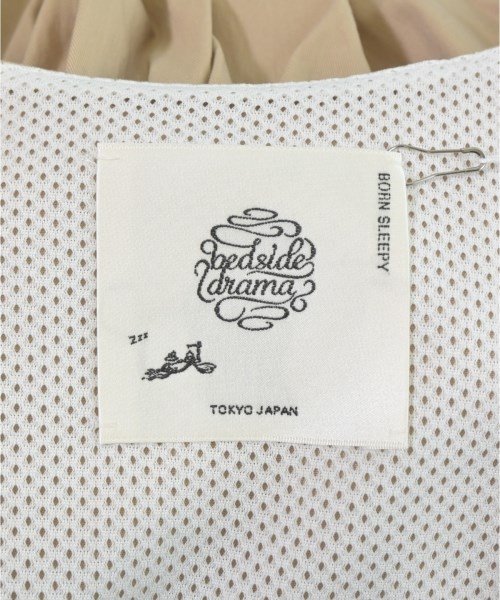 BORN SLEEPY
bedside
drama
zzz
TOKYO JAPAN